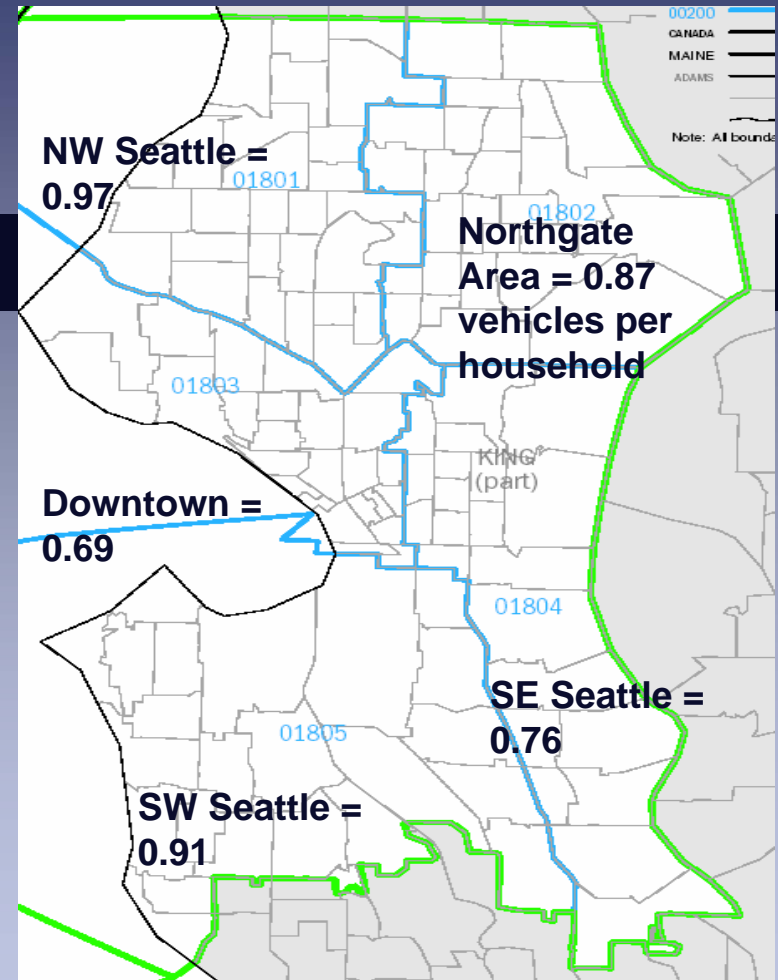 00200
CANADA
MAINE
ADAMS
Note: All bounda
NW Seattle =
0.97
01801
01802
Northgate
Area = 0.87
vehicles per
household
01803
KING
(part)
Downtown =
0.69
01804
SE Seattle =
0.76
01805
SW Seattle =
0.91